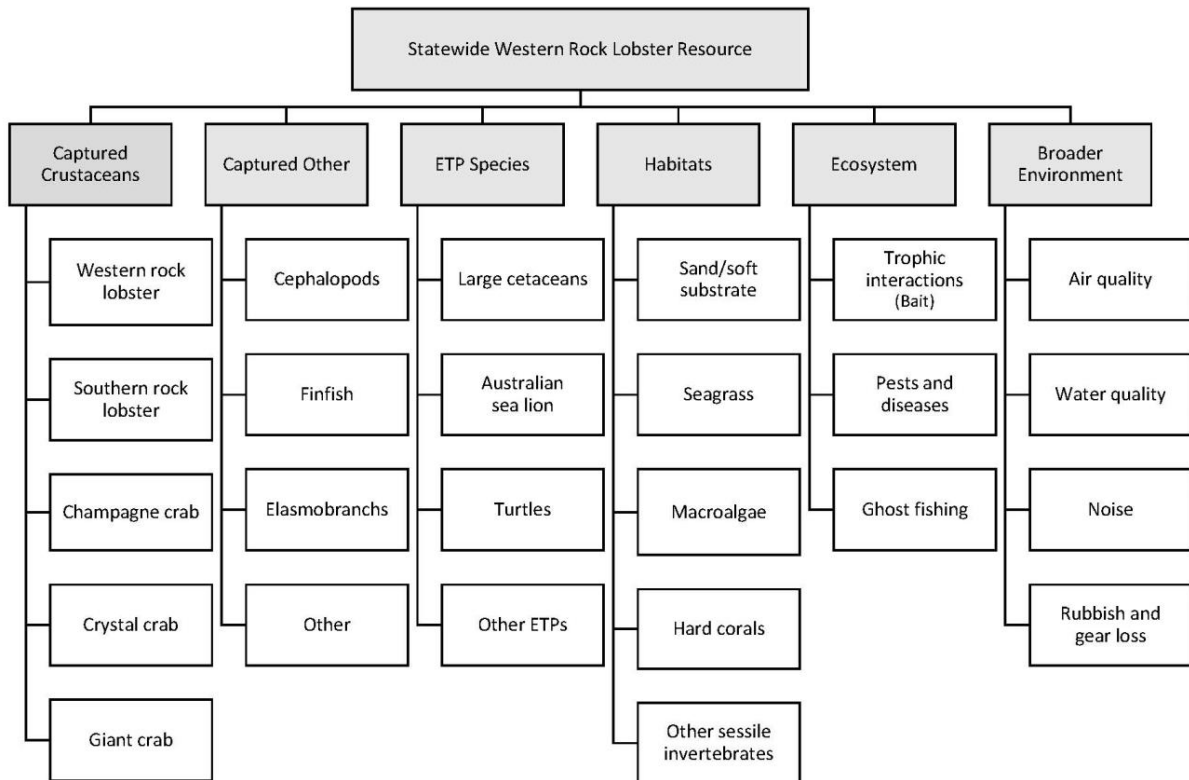 Statewide Western Rock Lobster Resource
Captured
Crustaceans
Captured Other
ETP Species
Habitats
Ecosystem
Broader
Environment
Western rock
lobster
Southern rock
lobster
Champagne crab
Crystal crab
Giant crab
Cephalopods
Finfish
Elasmobranchs
Other
Large cetaceans
Australian
sea lion
Turtles
Other ETPs
Sand/soft
substrate
Seagrass
Macroalgae
Hard corals
Other sessile
invertebrates
Trophic
interactions
(Bait)
Pests and
diseases
Ghost fishing
Air quality
Water quality
Noise
Rubbish and
gear loss